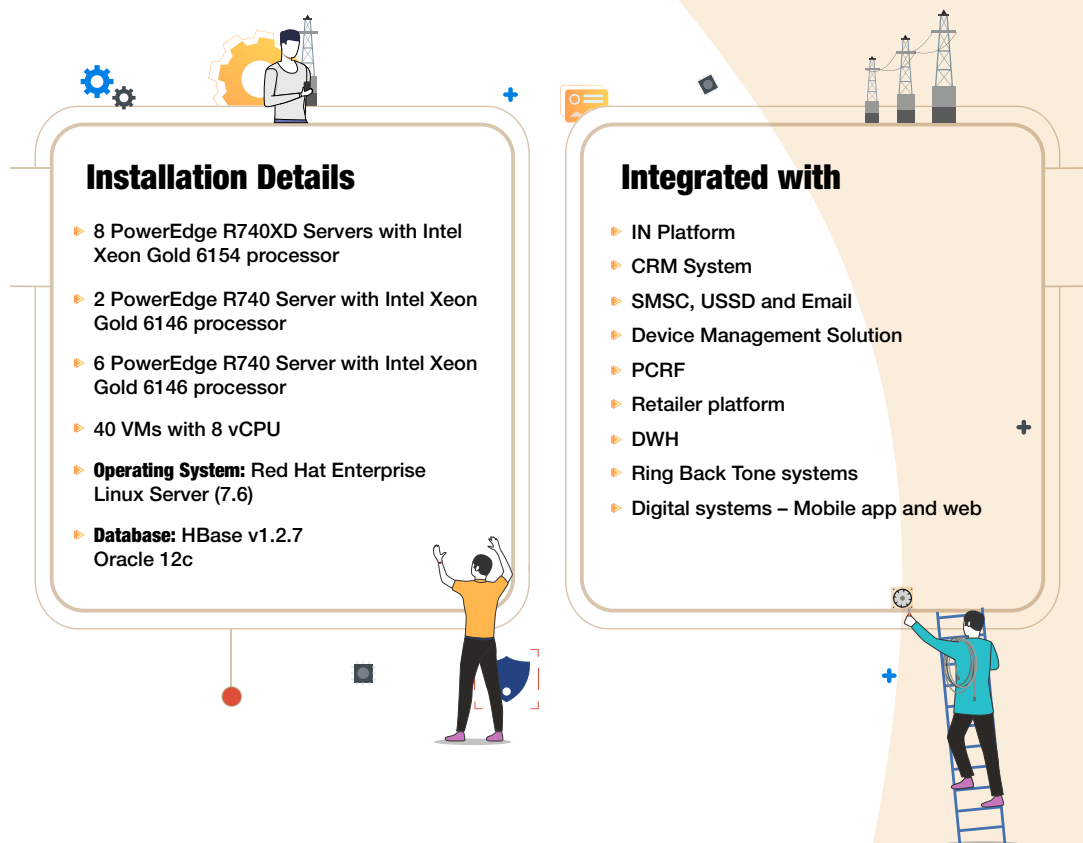 Installation Details
8 PowerEdge R740XD Servers with Intel
Xeon Gold 6154 processor
2 PowerEdge R740 Server with Intel Xeon
Gold 6146 processor
6 PowerEdge R740 Server with Intel Xeon
Gold 6146 processor
40 VMs with 8 vCPU
Operating System: Red Hat Enterprise
Linux Server (7.6)
Database: HBase v1.2.7
Oracle 12c
Integrated with
IN Platform
CRM System
SMSC, USSD and Email
Device Management Solution
PCRF
Retailer platform
DWH
Ring Back Tone systems
Digital systems – Mobile app and web